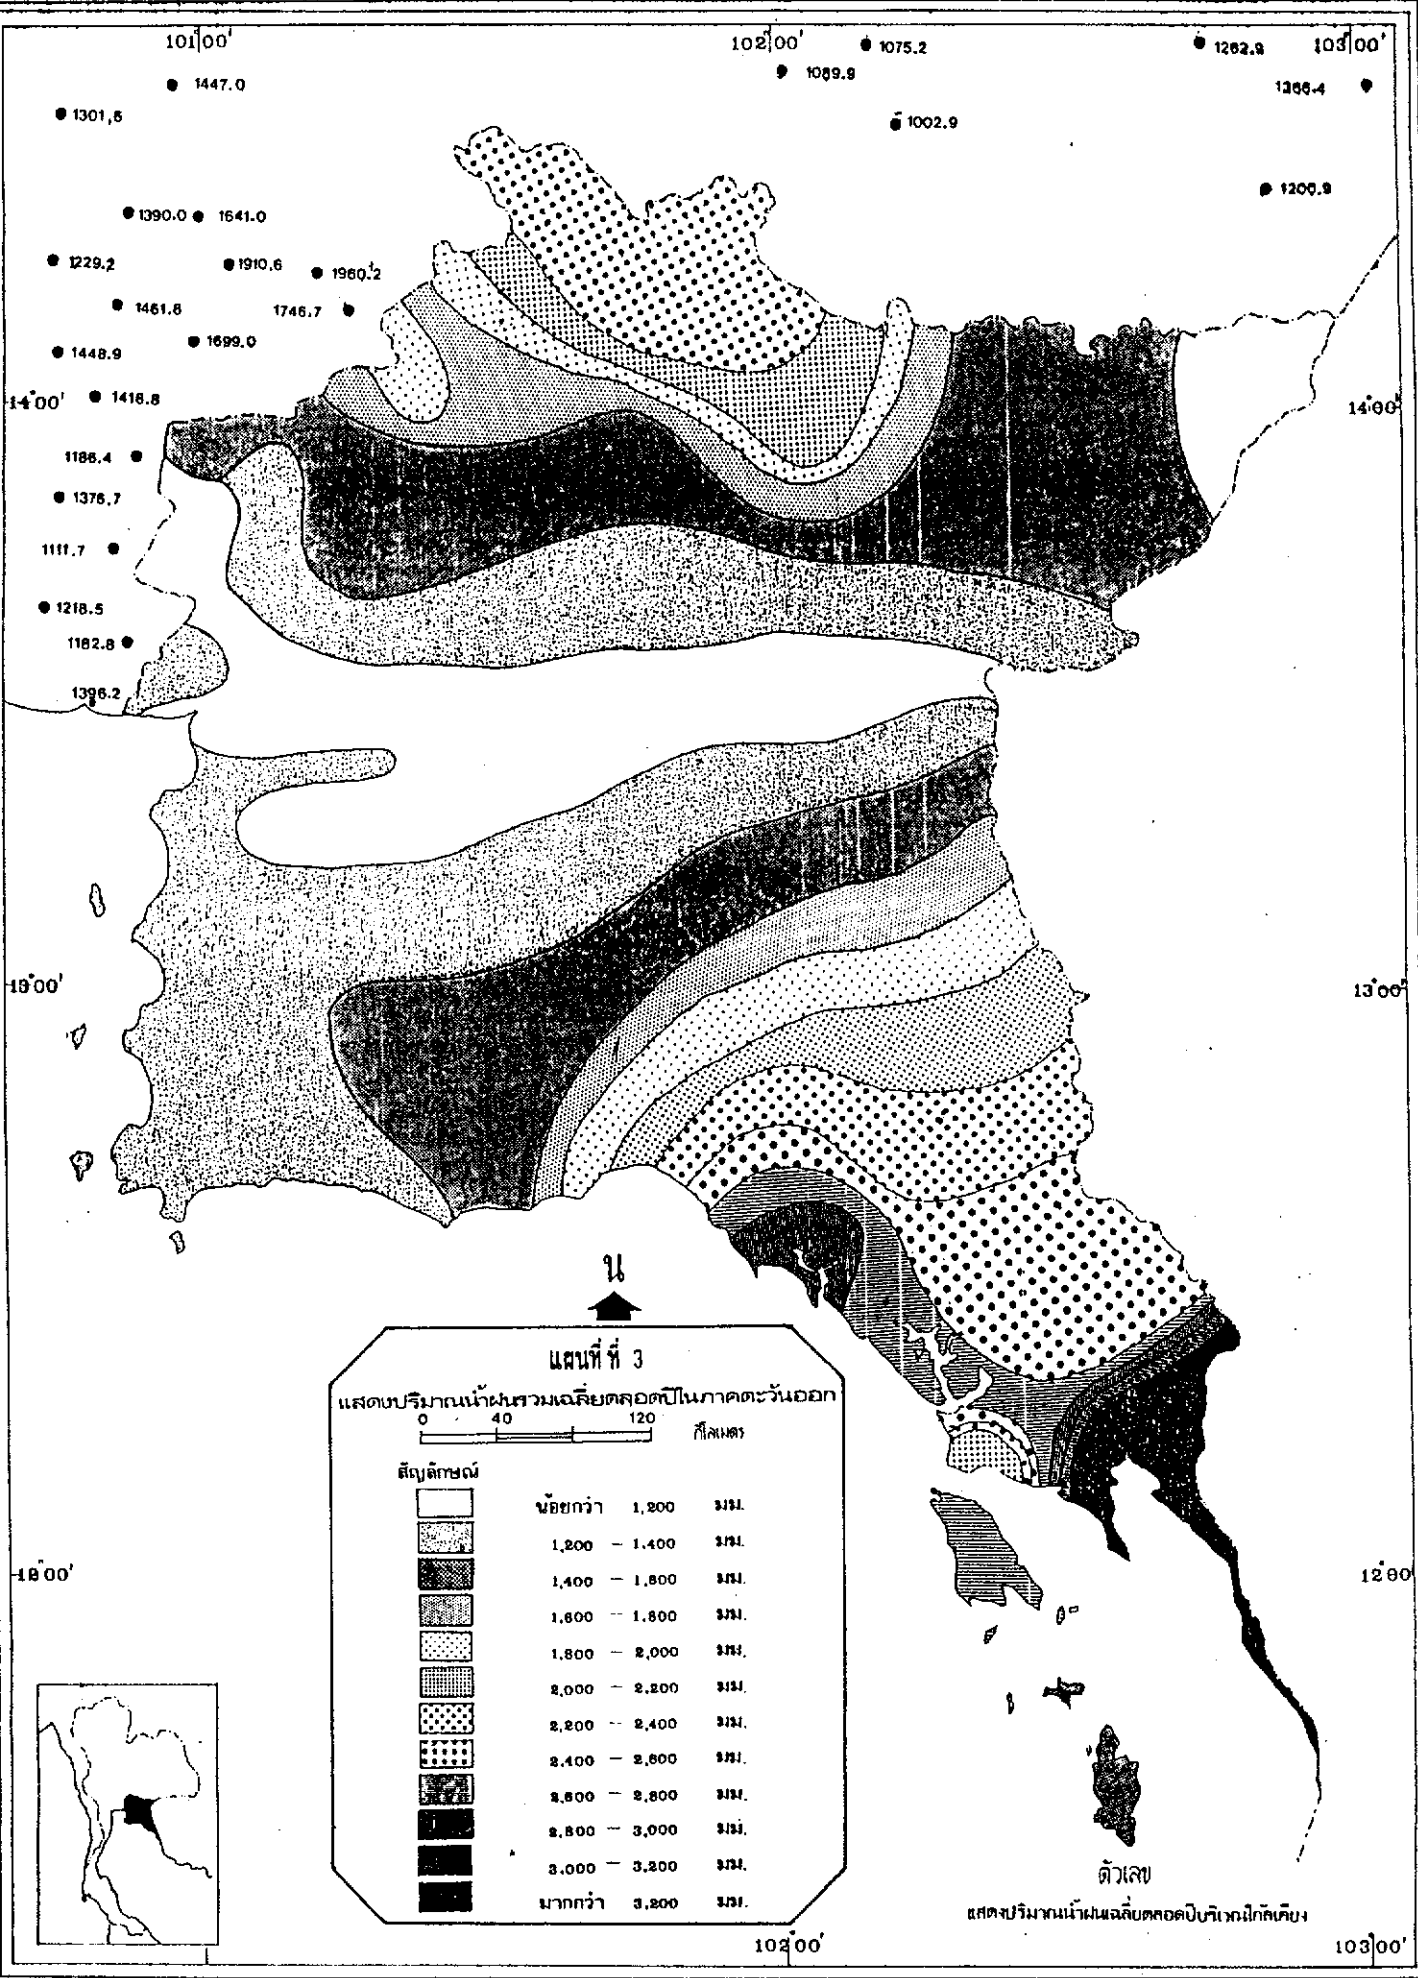 101°00'
102°00'
103°00'
1075.2
1262.9
1089.9
1447.0
1266.4
1301.6
1002.9
1200.9
1390.0
1641.0
1229.2
1910.6
1960.2
1461.8
1746.7
1448.9
1699.0
1416.8
14°00'
14°00'
1186.4
1376.7
1111.7
1218.5
1182.8
1396.2
13°00'
13°00'
น
แผนที่ที่ 3
แสดงปริมาณน้ำฝนรวมเฉลี่ยตลอดปีในภาคตะวันออก
0 40 120
กิโลเมตร
สัญลักษณ์
น้อยกว่า 1,200 มม.
1,200 – 1,400 มม.
1,400 – 1,600 มม.
1,600 – 1,800 มม.
1,800 – 2,000 มม.
2,000 – 2,200 มม.
2,200 – 2,400 มม.
2,400 – 2,600 มม.
2,600 – 2,800 มม.
2,800 – 3,000 มม.
3,000 – 3,200 มม.
มากกว่า 3,200 มม.
12°00'
12°00
ตัวเลข
แสดงปริมาณน้ำฝนเฉลี่ยตลอดปีบริเวณใกล้เคียง
102°00'
103°00'